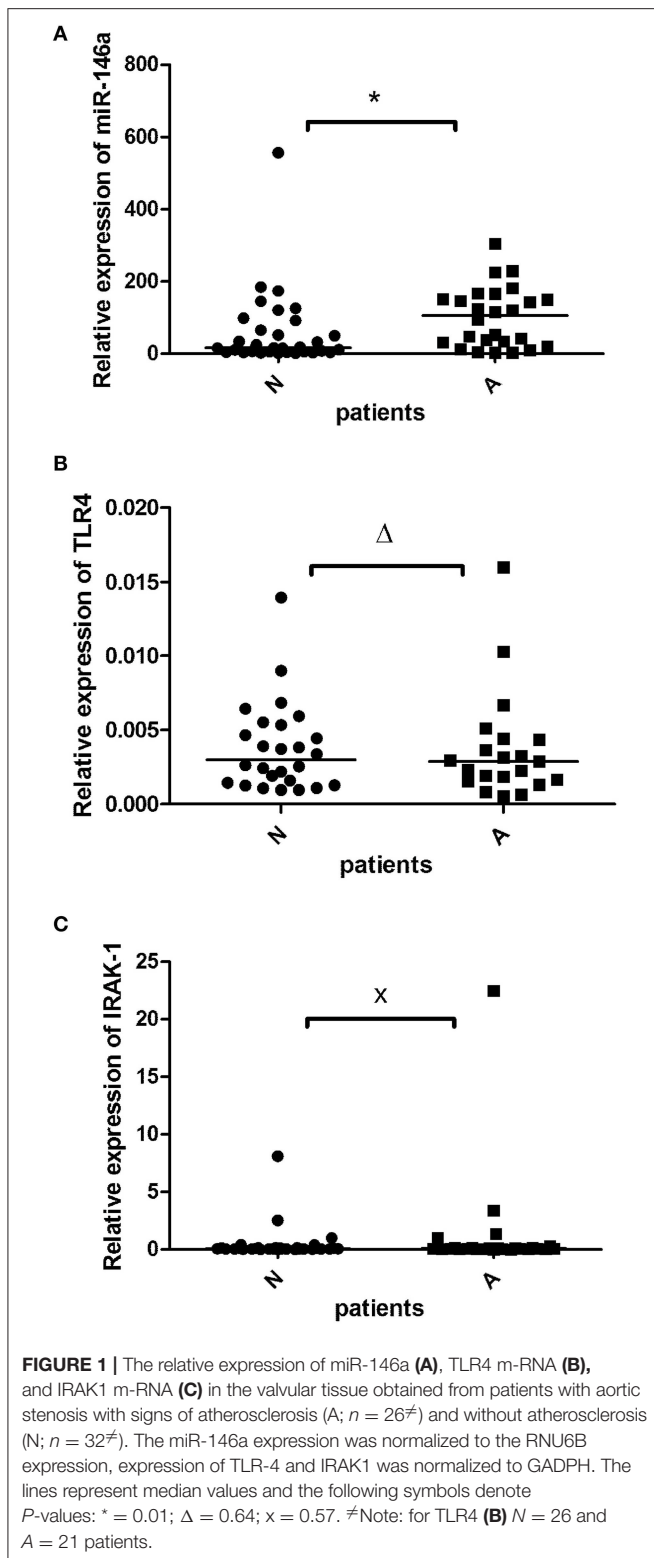 A
Relative expression of miR-146a
800
600
400
200
0
*
N
A
patients
B
Relative expression of TLR4
0.020
0.015
0.010
0.005
0.000
Δ
N
A
patients
C
Relative expression of IRAK-1
25
20
15
10
5
0
x
N
A
patients
FIGURE 1 | The relative expression of miR-146a (A), TLR4 m-RNA (B),
and IRAK1 m-RNA (C) in the valvular tissue obtained from patients with aortic
stenosis with signs of atherosclerosis (A; n = 26≠) and without atherosclerosis
(N; n = 32≠). The miR-146a expression was normalized to the RNU6B
expression, expression of TLR-4 and IRAK1 was normalized to GADPH. The
lines represent median values and the following symbols denote
P-values: * = 0.01; Δ = 0.64; x = 0.57. ≠Note: for TLR4 (B) N = 26 and
A = 21 patients.